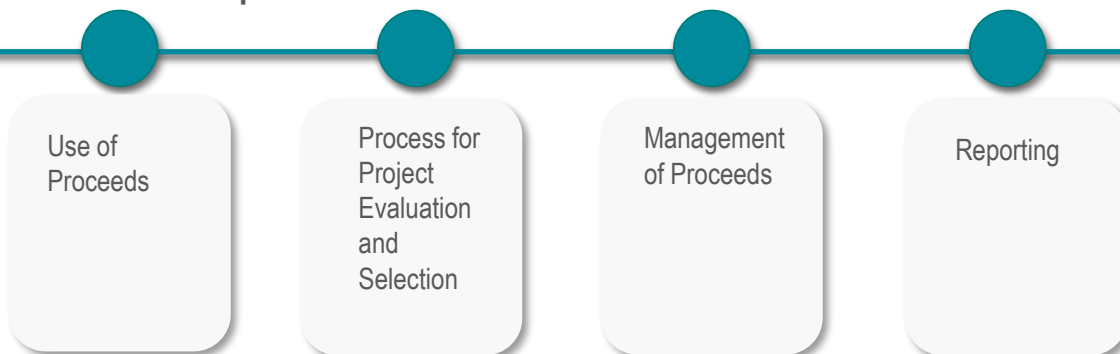 Use of
Proceeds
Process for
Project
Evaluation
and
Selection
Management
of Proceeds
Reporting